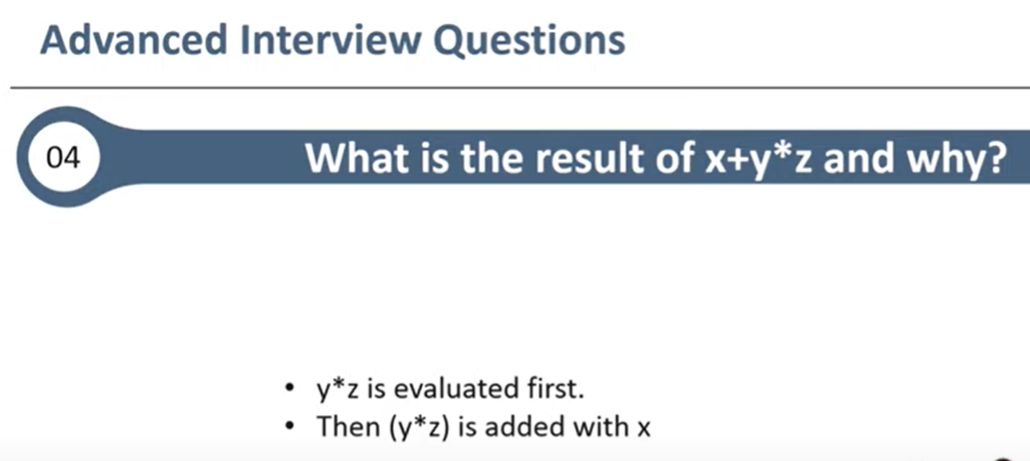 Advanced Interview Questions
04
What is the result of x+y*z and why?
• y*z is evaluated first.
• Then (y*z) is added with x